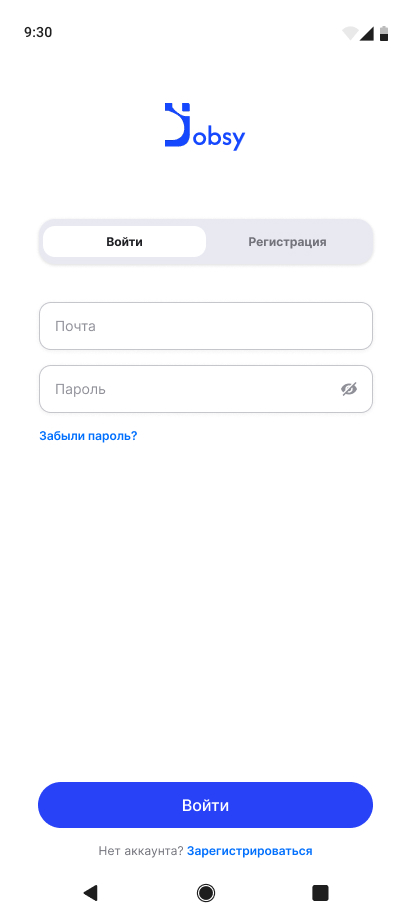 9:30
Jobsy
Войти Регистрация
Почта
Пароль
Забыли пароль?
Войти
Нет аккаунта? Зарегистрироваться